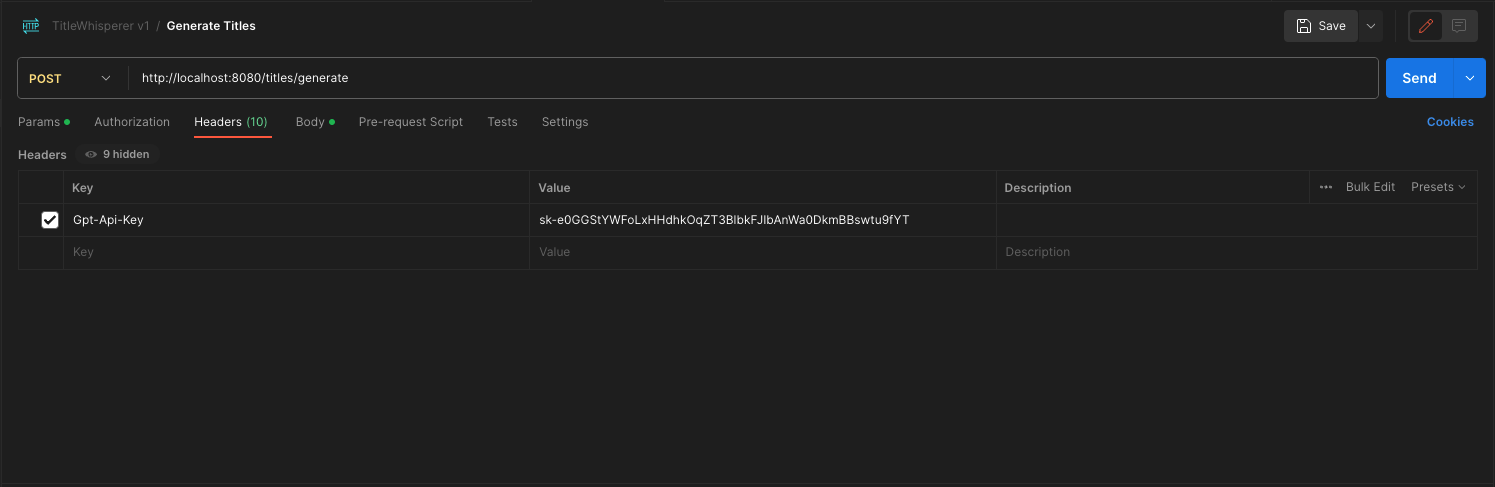 HTTP TitleWhisperer v1 / Generate Titles Save
POST http://localhost:8080/titles/generate Send
Params Authorization Headers (10) Body Pre-request Script Tests Settings Cookies
Headers 9 hidden
Key Value Description ••• Bulk Edit Presets
Gpt-Api-Key
Key Value Description